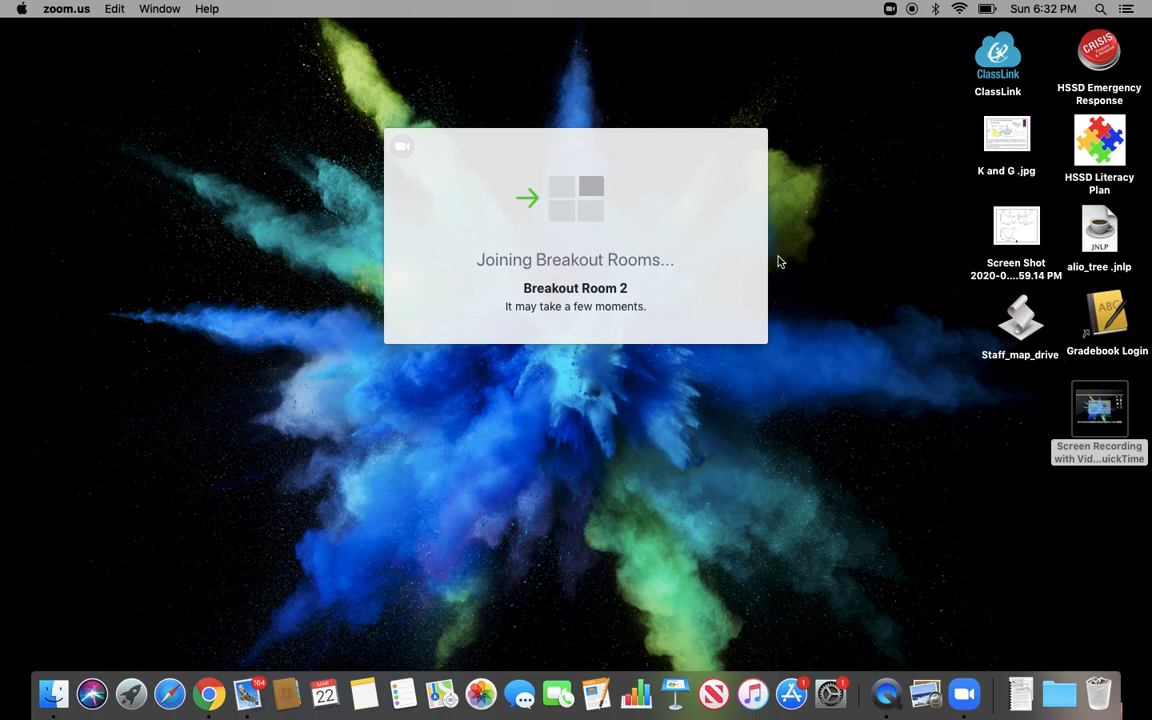 zoom.us Edit Window Help Sun 6:32 PM
ClassLink
ClassLink
CRISIS
HSSD Emergency
Response
K and G .jpg
HSSD Literacy
Plan
Joining Breakout Rooms...
Breakout Room 2
It may take a few moments.
Screen Shot
2020-0....59.14 PM
JNLP
alio_tree .jnlp
Staff_map_drive
ABC
Gradebook Login
Screen Recording
with Vid...uickTime
164
MAR
22
1
1